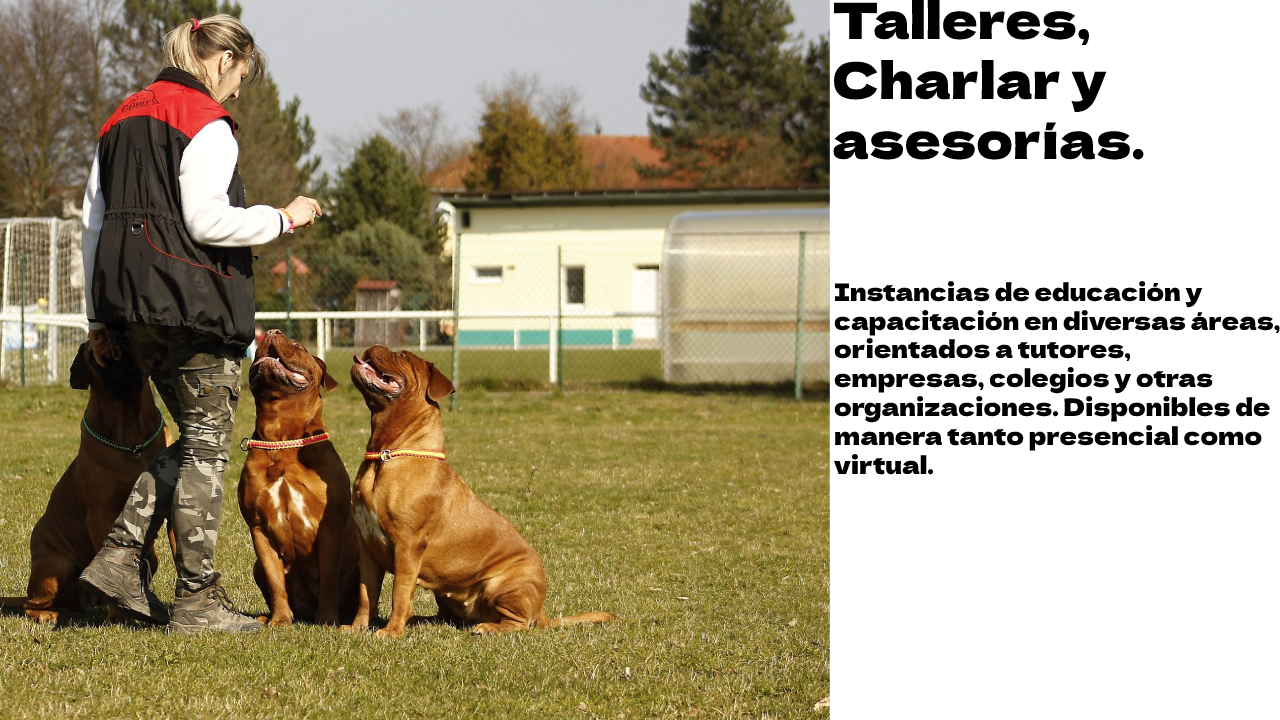 Talleres,
Charlar y
asesorías.
Instancias de educación y
capacitación en diversas áreas,
orientados a tutores,
empresas, colegios y otras
organizaciones. Disponibles de
manera tanto presencial como
virtual.